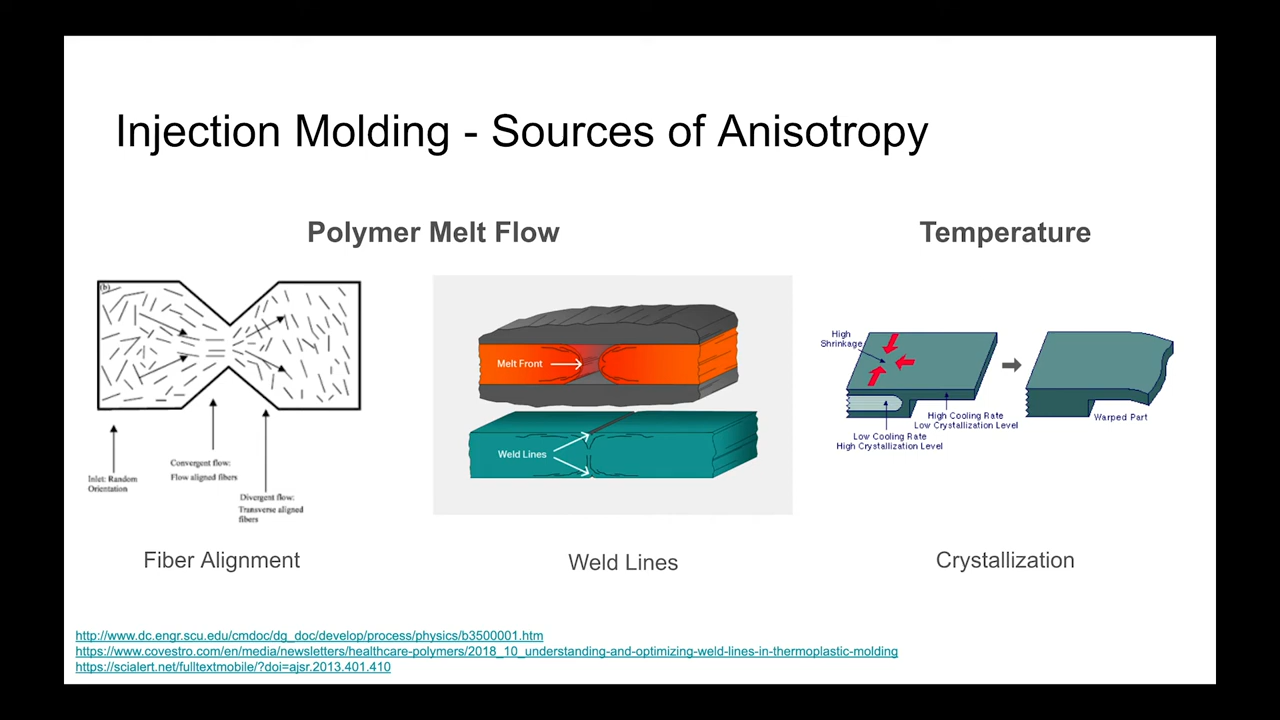 Injection Molding - Sources of Anisotropy
Polymer Melt Flow
Temperature
(b)
Inlet: Random
Orientation
Convergent flow:
Flow aligned fibers
Divergent flow:
Transverse aligned
fibers
Melt Front
Weld Lines
High
Shrinkage
High Cooling Rate
Low Crystallization Level
Low Cooling Rate
High Crystallization Level
Warped Part
Fiber Alignment
Weld Lines
Crystallization
http://www.dc.engr.scu.edu/cmdoc/dg_doc/develop/process/physics/b3500001.htm
https://www.covestro.com/en/media/newsletters/healthcare-polymers/2018_10_understanding-and-optimizing-weld-lines-in-thermoplastic-molding
https://scialert.net/fulltextmobile/?doi=ajsr.2013.401.410